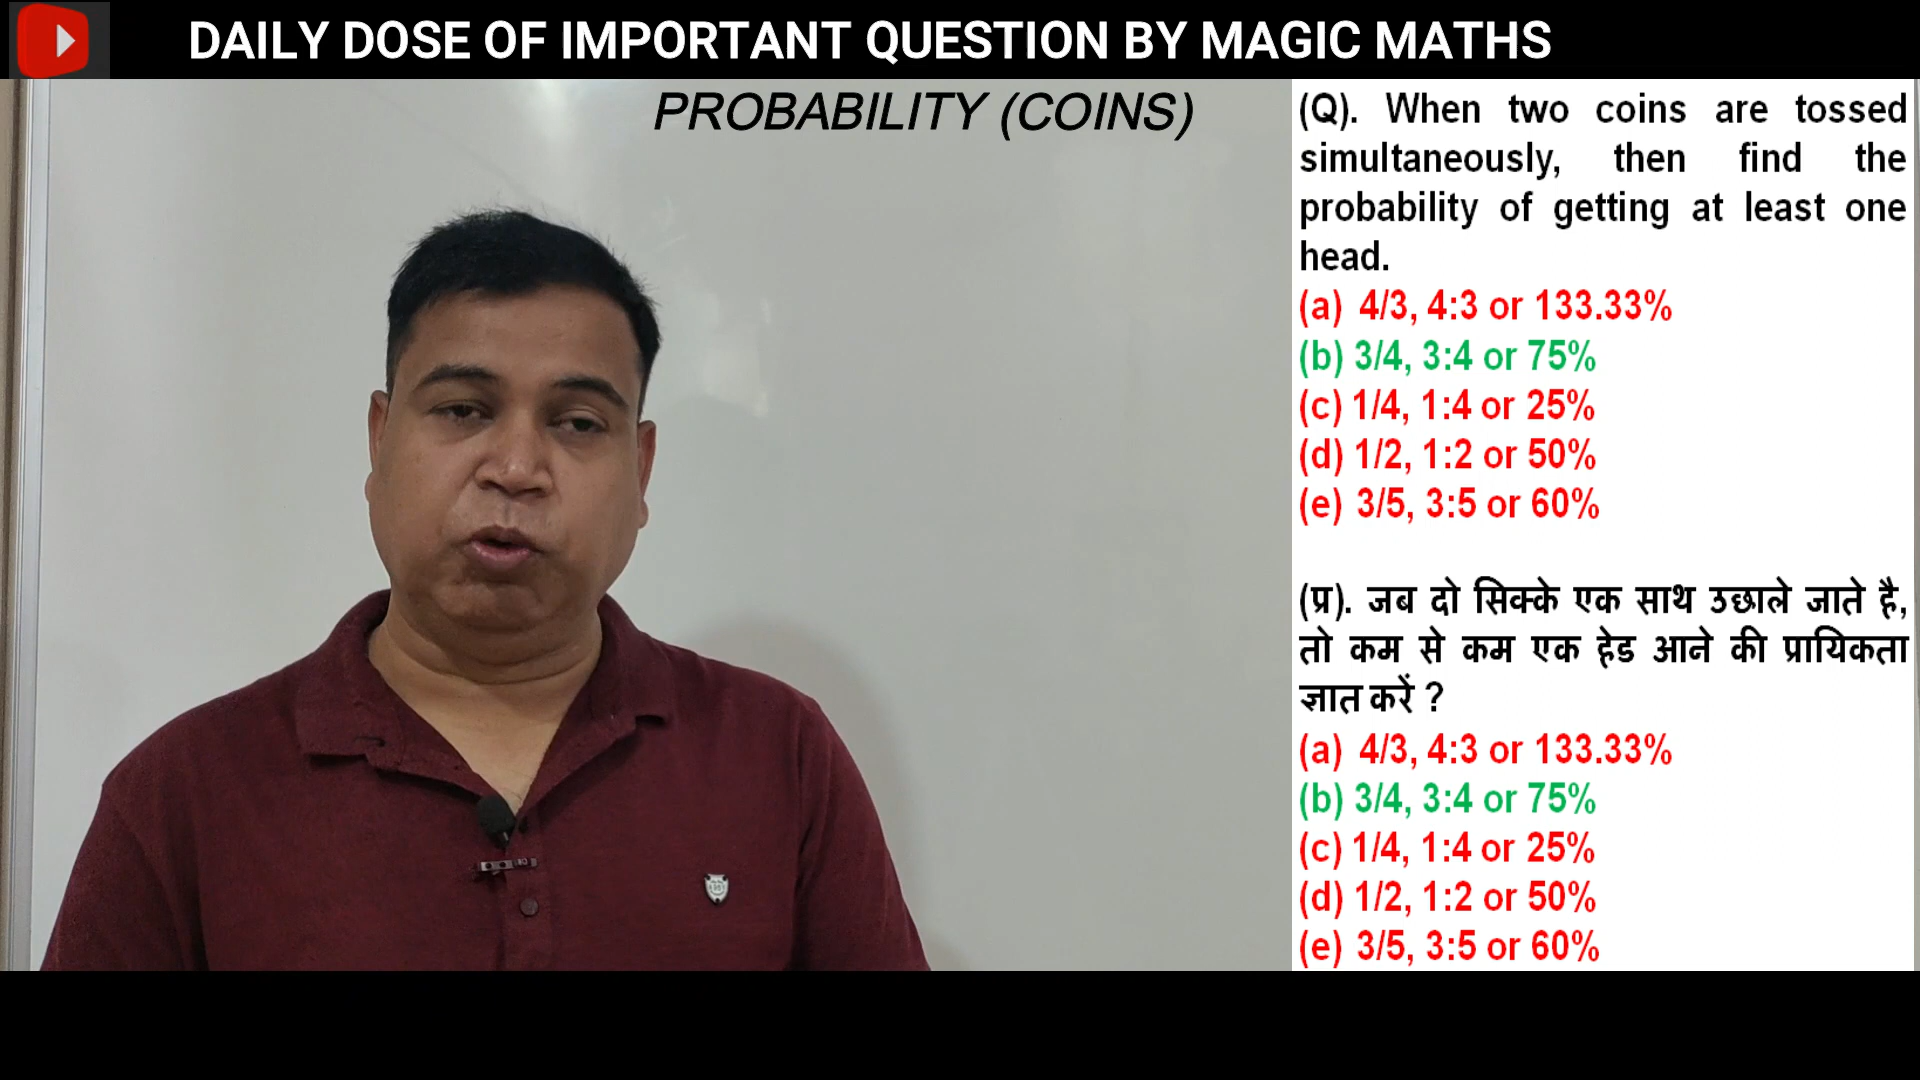 DAILY DOSE OF IMPORTANT QUESTION BY MAGIC MATHS
PROBABILITY (COINS)
(Q). When two coins are tossed
simultaneously, then find the
probability of getting at least one
head.
(a) 4/3, 4:3 or 133.33%
(b) 3/4, 3:4 or 75%
(c) 1/4, 1:4 or 25%
(d) 1/2, 1:2 or 50%
(e) 3/5, 3:5 or 60%
(प्र). जब दो सिक्के एक साथ उछाले जाते है,
तो कम से कम एक हेड आने की प्रायिकता
ज्ञात करें ?
(a) 4/3, 4:3 or 133.33%
(b) 3/4, 3:4 or 75%
(c) 1/4, 1:4 or 25%
(d) 1/2, 1:2 or 50%
(e) 3/5, 3:5 or 60%